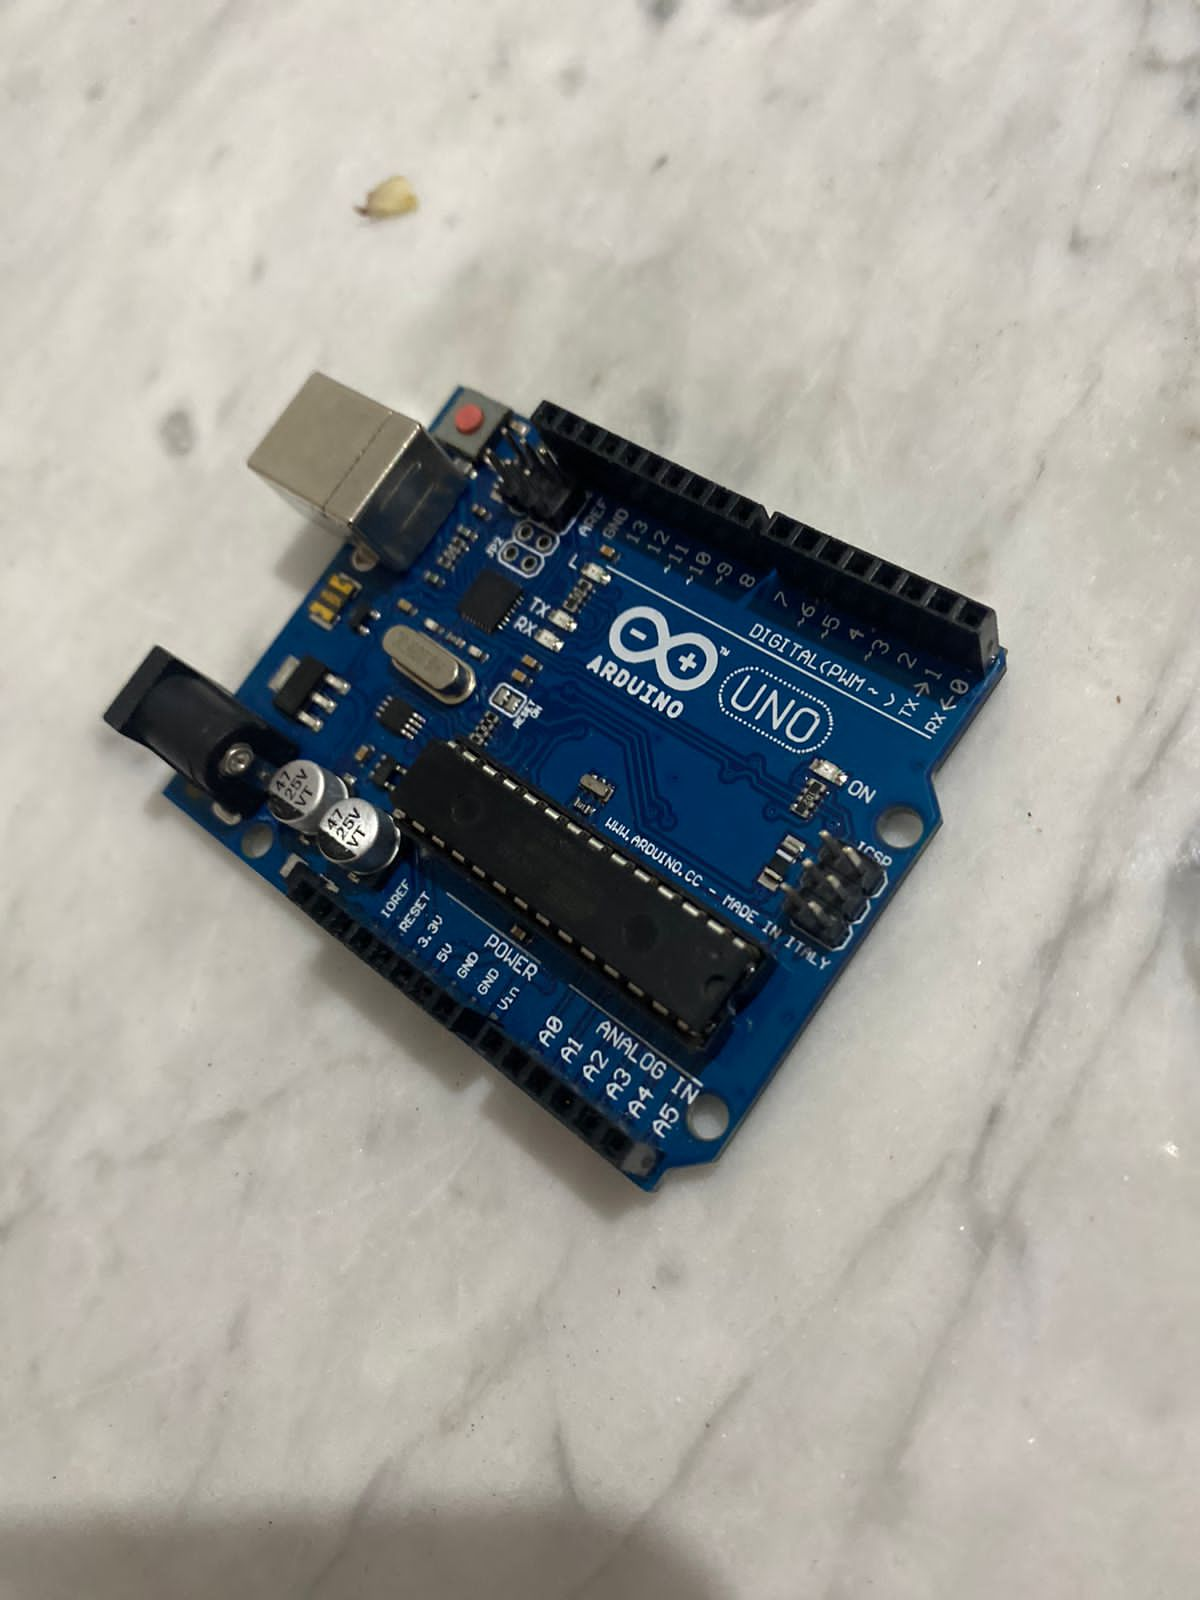 AREF
GND
13
12
~11
~10
~9
8
7
~6
~5
4
~3
2
TX→1
RX←0
DIGITAL(PWM~)
L
TX
RX
JP2
ARDUINO
TM
UNO
ON
ICSP
WWW.ARDUINO.CC - MADE IN ITALY
47
25V
VT
47
25V
VT
IOREF
RESET
3.3V
5V
GND
GND
Vin
POWER
ANALOG IN
A0
A1
A2
A3
A4
A5